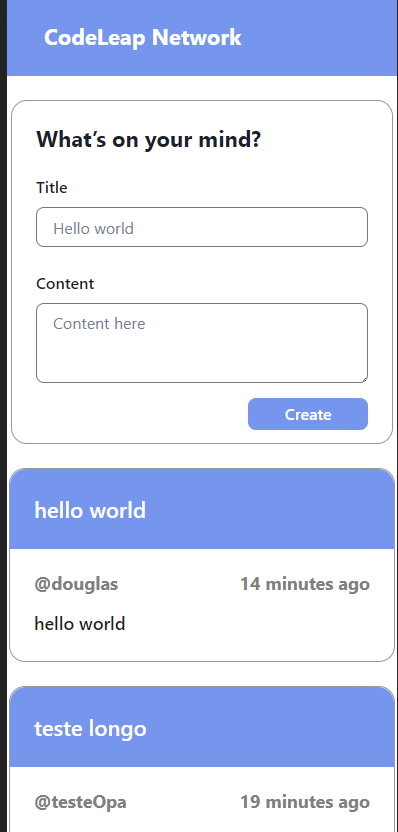 CodeLeap Network
What's on your mind?
Title
Hello world
Content
Content here
Create
hello world
@douglas 14 minutes ago
hello world
teste longo
@testeOpa 19 minutes ago